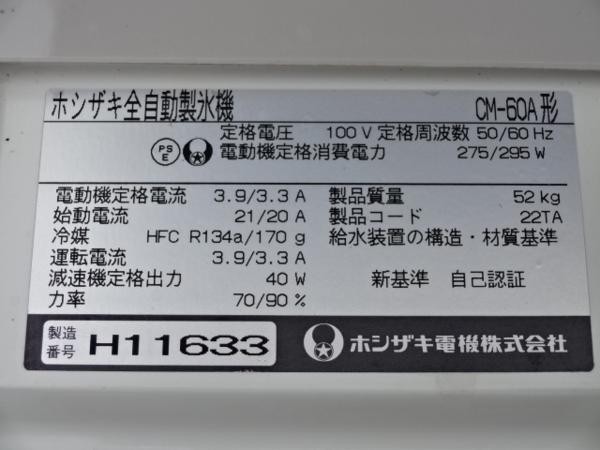 ホシザキ全自動製氷機 CM-60A形
定格電圧 100V 定格周波数 50/60 Hz
PS
E
電動機定格消費電力 275/295 W
電動機定格電流 3.9/3.3 A 製品質量 52 kg
始動電流 21/20 A 製品コード 22TA
冷媒 HFC R134a/170 g 給水装置の構造・材質基準
運転電流 3.9/3.3 A
減速機定格出力 40 W 新基準 自己認証
力率 70/90 %
製造
番号 H11633 ホシザキ電機株式会社